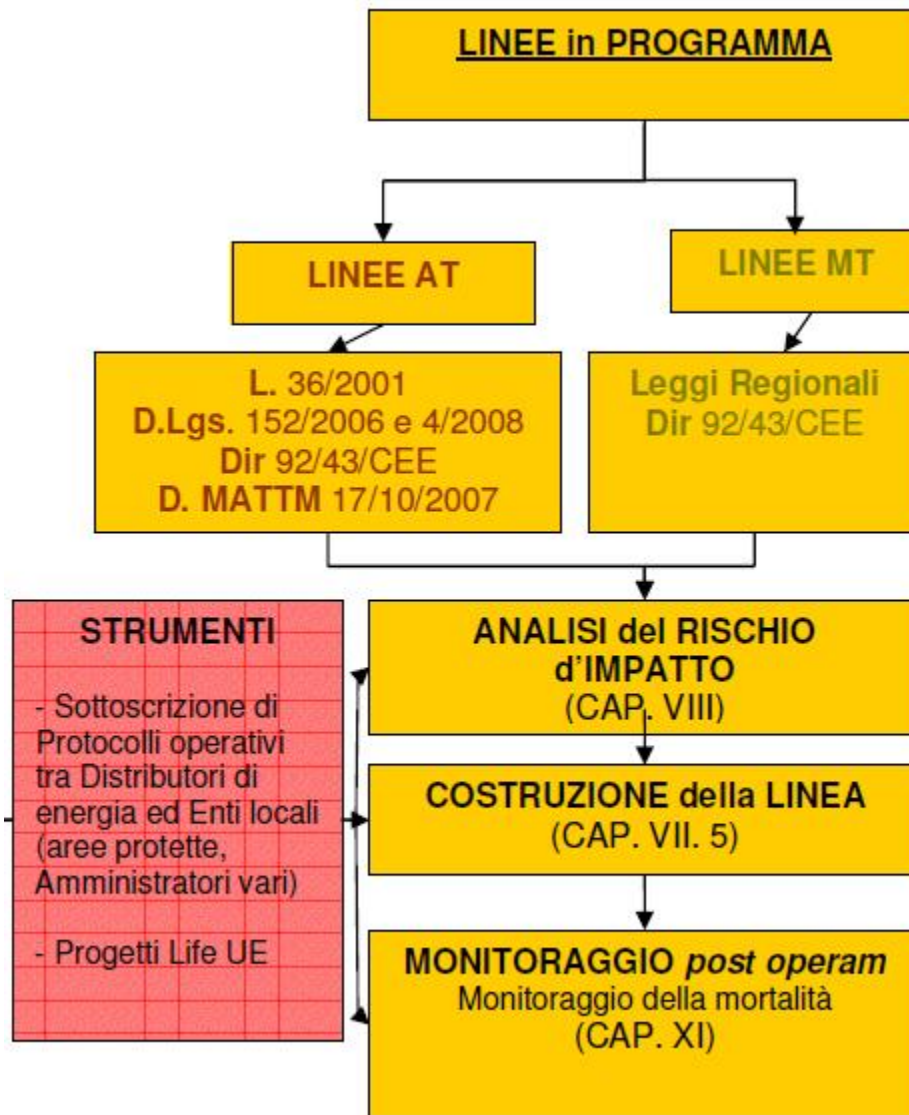 LINEE in PROGRAMMA
LINEE AT
LINEE MT
L. 36/2001
D.Lgs. 152/2006 e 4/2008
Dir 92/43/CEE
D. MATTM 17/10/2007
Leggi Regionali
Dir 92/43/CEE
STRUMENTI
- Sottoscrizione di
Protocolli operativi
tra Distributori di
energia ed Enti locali
(aree protette,
Amministratori vari)
- Progetti Life UE
ANALISI del RISCHIO
d'IMPATTO
(CAP. VIII)
COSTRUZIONE della LINEA
(CAP. VII. 5)
MONITORAGGIO post operam
Monitoraggio della mortalità
(CAP. XI)